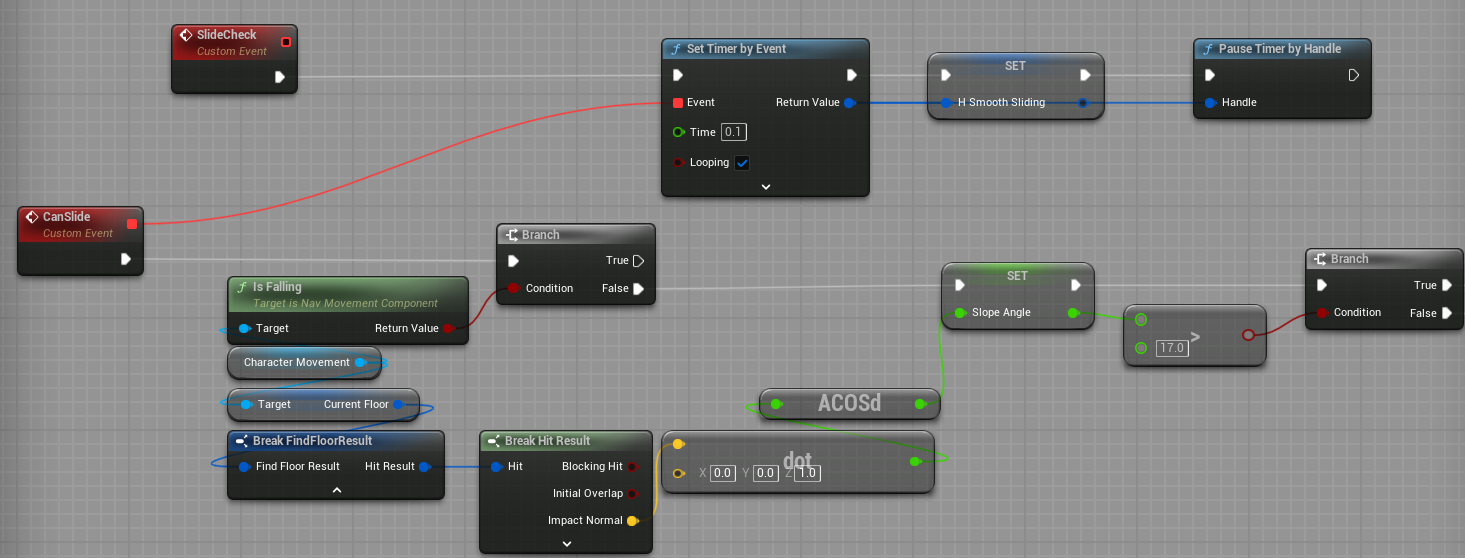 SlideCheck
Custom Event
Set Timer by Event
Event
Return Value
Time 0.1
Looping
SET
H Smooth Sliding
Pause Timer by Handle
Handle
CanSlide
Custom Event
Branch
True
Condition
False
Is Falling
Target is Nav Movement Component
Target
Return Value
Character Movement
Target
Current Floor
Break FindFloorResult
Find Floor Result
Hit Result
Break Hit Result
Hit
Blocking Hit
Initial Overlap
Impact Normal
dot
X 0.0 Y 0.0 Z 1.0
ACOSd
SET
Slope Angle
>
17.0
Branch
True
Condition
False